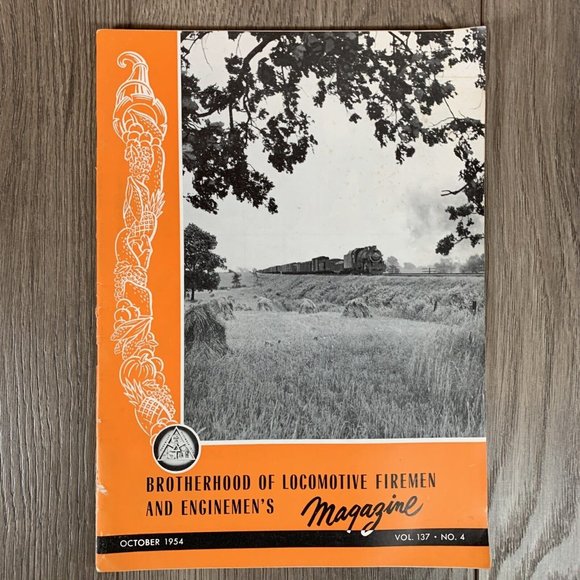 BROTHERHOOD OF LOCOMOTIVE FIREMEN
AND ENGINEMEN'S Magazine
OCTOBER 1954 VOL. 137 • NO. 4